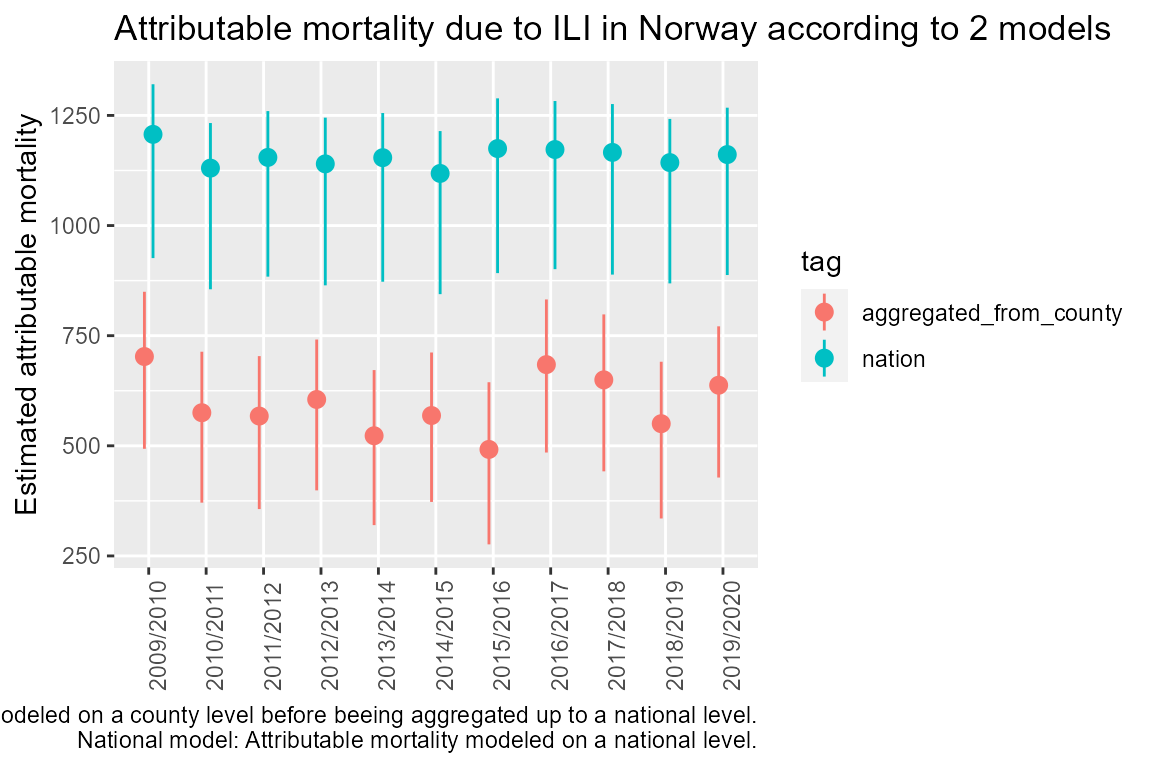 Attributable mortality due to ILI in Norway according to 2 models
Estimated attributable mortality
1250
1000
750
500
250
2009/2010
2010/2011
2011/2012
2012/2013
2013/2014
2014/2015
2015/2016
2016/2017
2017/2018
2018/2019
2019/2020
tag
aggregated_from_county
nation
odeled on a county level before beeing aggregated up to a national level.
National model: Attributable mortality modeled on a national level.